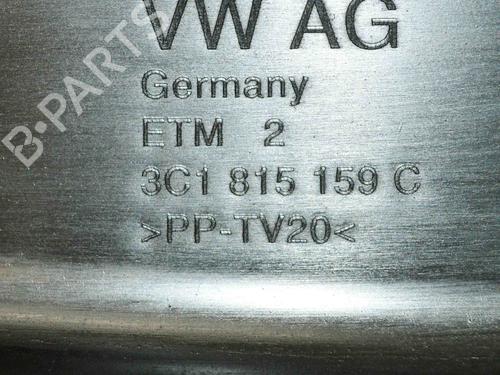 VW AG
Germany
ETM 2
3C1 815 159 C
>PP-TV20<
B-PARTS